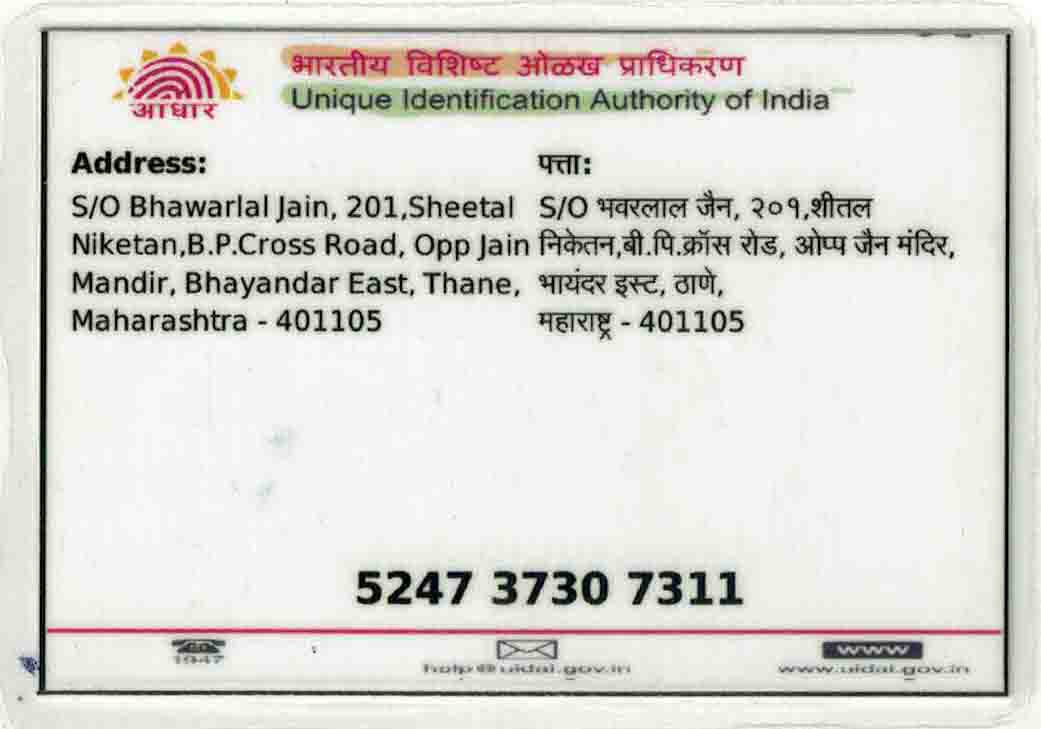 भारतीय विशिष्ट ओळख प्राधिकरण
Unique Identification Authority of India
आधार
Address:
S/O Bhawarlal Jain, 201,Sheetal
Niketan,B.P.Cross Road, Opp Jain
Mandir, Bhayandar East, Thane,
Maharashtra - 401105
पत्ता:
S/O भवरलाल जैन, २०१,शीतल
निकेतन,बी.पि.क्रॉस रोड, ओप्प जैन मंदिर,
भायंदर इस्ट, ठाणे,
महाराष्ट्र - 401105
5247 3730 7311
1947
help@uidai.gov.in
WWW
www.uidai.gov.in